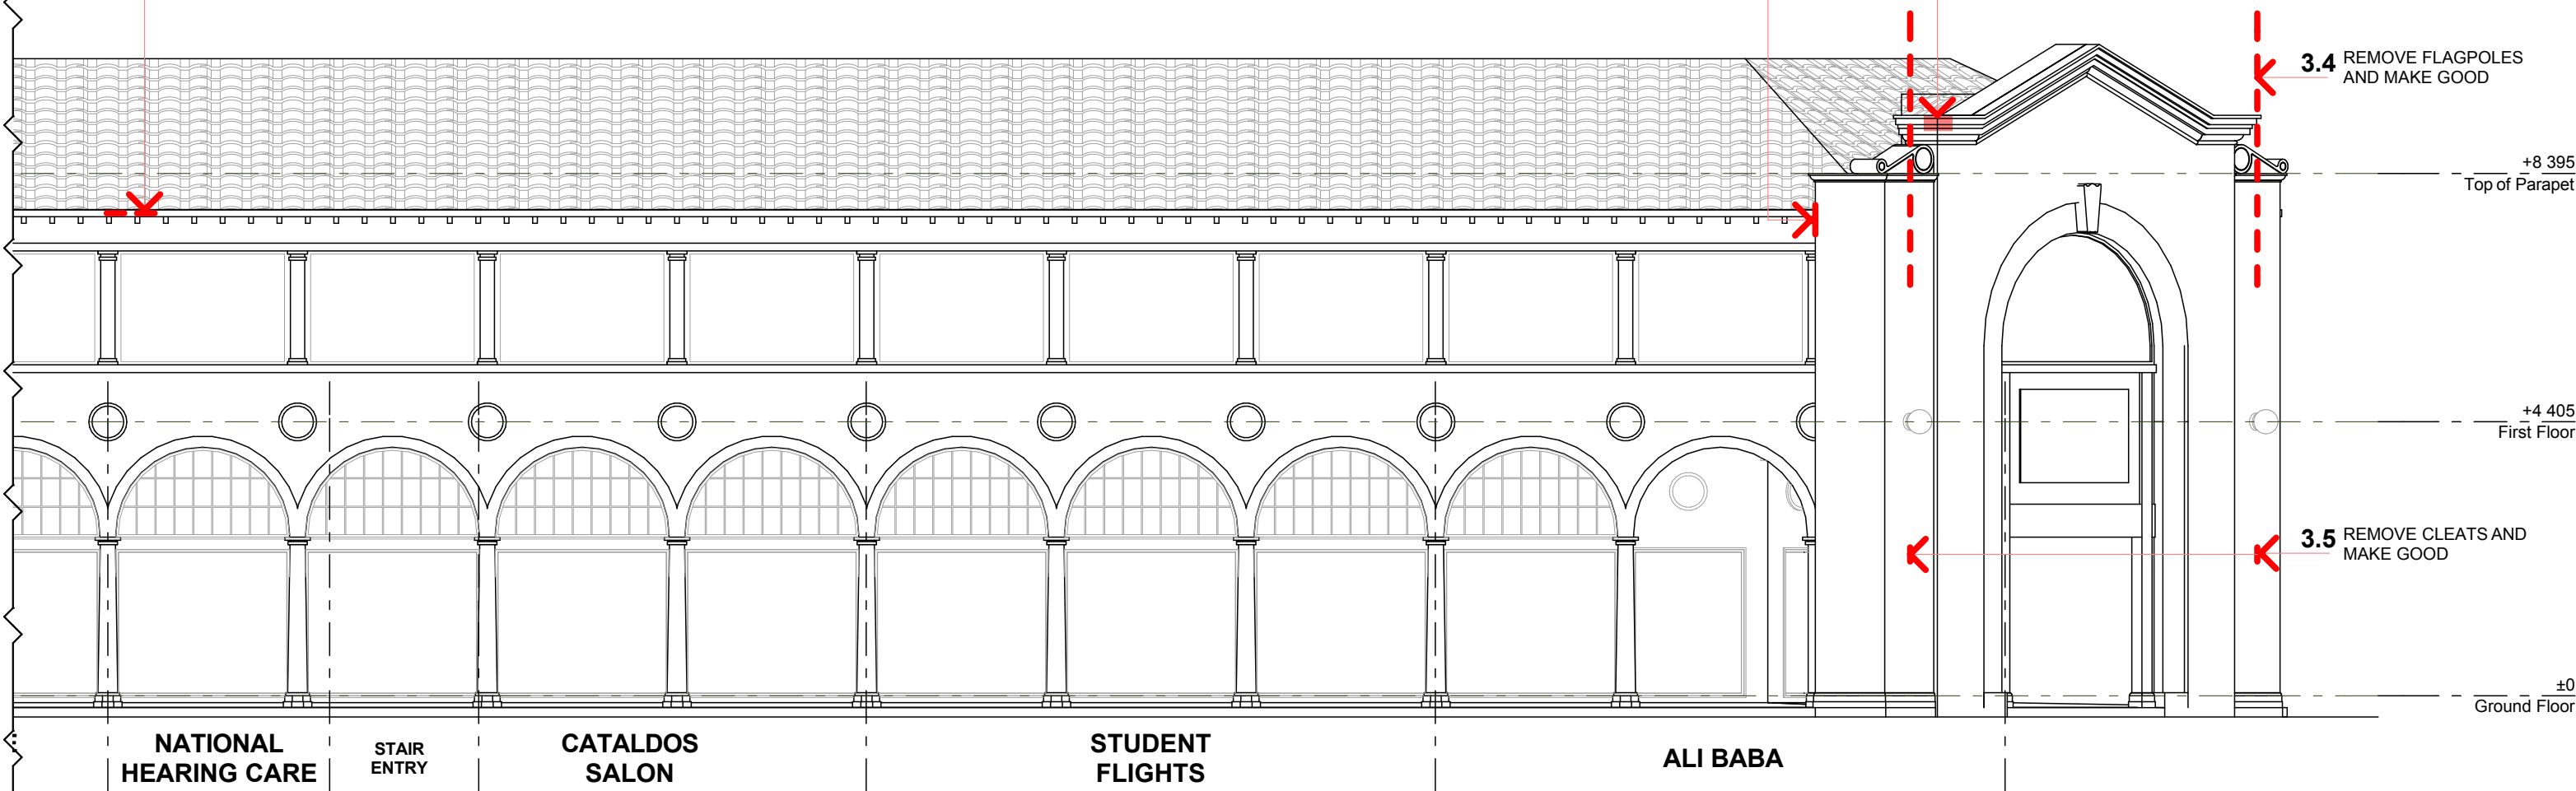 3.4 REMOVE FLAGPOLES
AND MAKE GOOD
+8 395
Top of Parapet
+4 405
First Floor
3.5 REMOVE CLEATS AND
MAKE GOOD
±0
Ground Floor
NATIONAL
HEARING CARE
STAIR
ENTRY
CATALDOS
SALON
STUDENT
FLIGHTS
ALI BABA